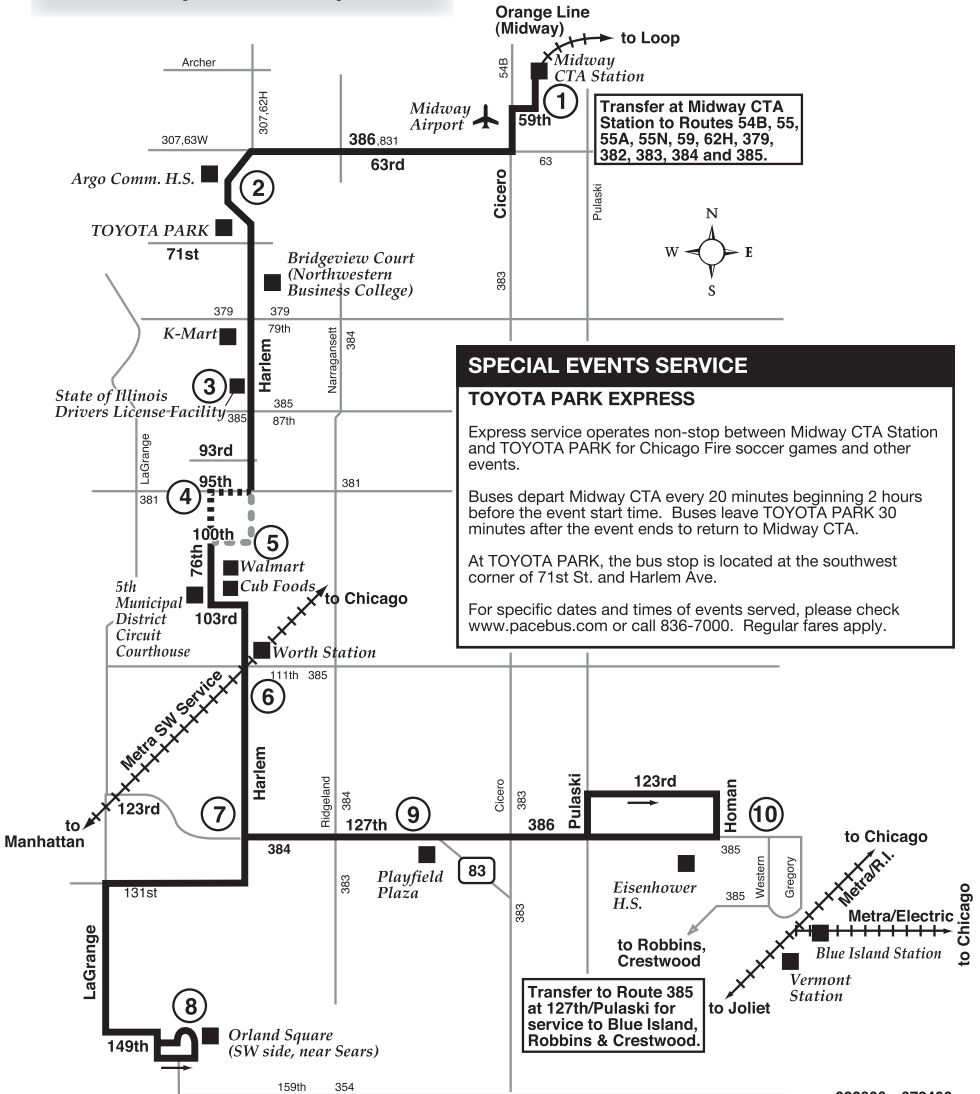 Orange Line
(Midway)
to Loop
Archer
54B
Midway
CTA Station
307,62H
Midway
Airport
1
59th
Transfer at Midway CTA
Station to Routes 54B, 55,
55A, 55N, 59, 62H, 379,
382, 383, 384 and 385.
307,63W
386,831
63rd
63
Argo Comm. H.S.
2
Cicero
Pulaski
TOYOTA PARK
71st
N
W
E
S
Bridgeview Court
(Northwestern
Business College)
383
379
379
79th
K-Mart
Harlem
Narragansett
384
3
State of Illinois
Drivers License Facility
385
385
87th
LaGrange
93rd
95th
4
381
381
100th
5
76th
Walmart
Cub Foods
SPECIAL EVENTS SERVICE
TOYOTA PARK EXPRESS
Express service operates non-stop between Midway CTA Station
and TOYOTA PARK for Chicago Fire soccer games and other
events.
Buses depart Midway CTA every 20 minutes beginning 2 hours
before the event start time. Buses leave TOYOTA PARK 30
minutes after the event ends to return to Midway CTA.
At TOYOTA PARK, the bus stop is located at the southwest
corner of 71st St. and Harlem Ave.
For specific dates and times of events served, please check
www.pacebus.com or call 836-7000. Regular fares apply.
5th
Municipal
District
Circuit
Courthouse
103rd
to Chicago
Worth Station
111th 385
6
Metra SW Service
Harlem
123rd
to
Manhattan
7
384
Ridgeland
384
127th
9
Cicero
383
386
Pulaski
123rd
Homan
10
385
Playfield
Plaza
83
383
383
Eisenhower
H.S.
385
Western
Gregory
to Chicago
Metra/R.I.
Metra/Electric
to Chicago
to Robbins,
Crestwood
Blue Island Station
Vermont
Station
to Joliet
131st
LaGrange
8
149th
Orland Square
(SW side, near Sears)
Transfer to Route 385
at 127th/Pulaski for
service to Blue Island,
Robbins & Crestwood.
159th 354